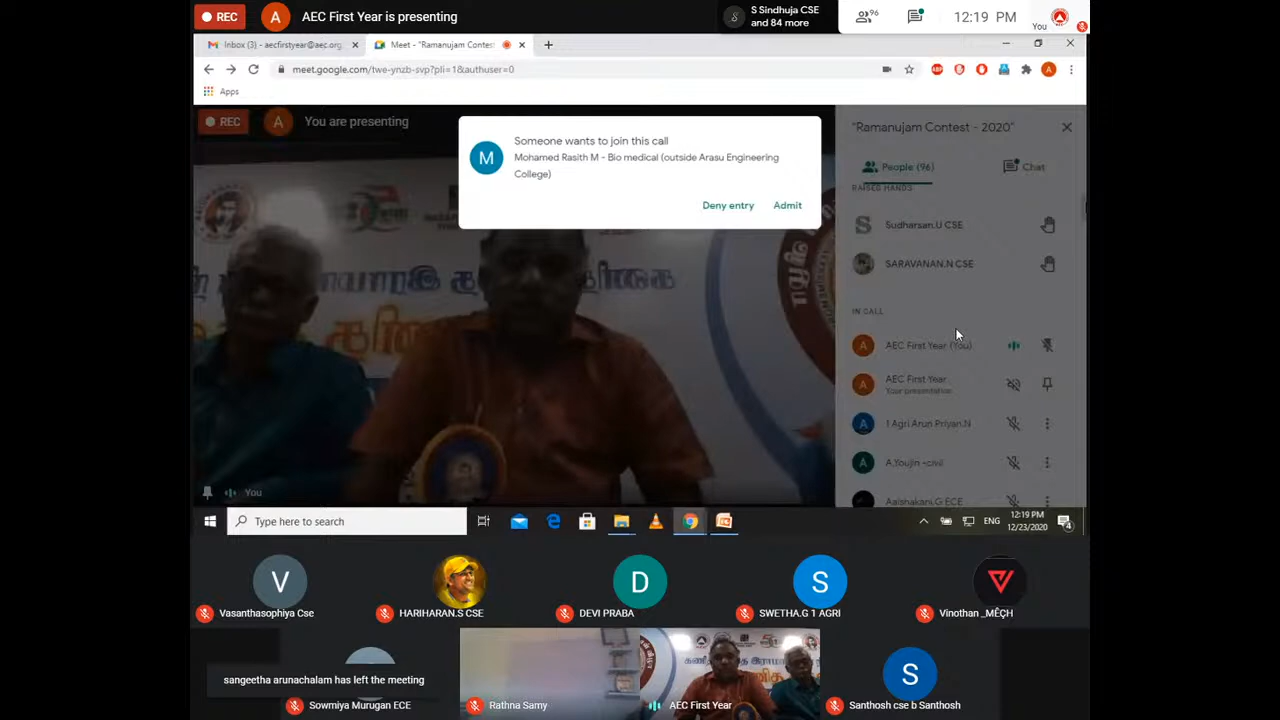 REC
A
AEC First Year is presenting
S
S Sindhuja CSE
and 84 more
96
12:19 PM
You
Inbox (3) - aecfirstyear@aec.org.
Meet - "Ramanujam Contest
meet.google.com/twe-ynzb-svp?pli=1&authuser=0
ABP
A
Apps
REC
A
You are presenting
M
Someone wants to join this call
Mohamed Rasith M - Bio medical (outside Arasu Engineering
College)
Deny entry
Admit
"Ramanujam Contest - 2020"
People (96)
Chat
RAISED HANDS
S
Sudharsan.U CSE
SARAVANAN.N CSE
IN CALL
A
AEC First Year (You)
A
AEC First Year
Your presentation
A
1 Agri Arun Priyan.N
A
A.Youjin -civil
Aaishakani.G ECE
You
Type here to search
ENG
12:19 PM
12/23/2020
4
V
Vasanthasophiya Cse
HARIHARAN.S CSE
D
DEVI PRABA
S
SWETHA.G 1 AGRI
Vinothan _MÊÇH
sangeetha arunachalam has left the meeting
Sowmiya Murugan ECE
Rathna Samy
AEC First Year
S
Santhosh cse b Santhosh